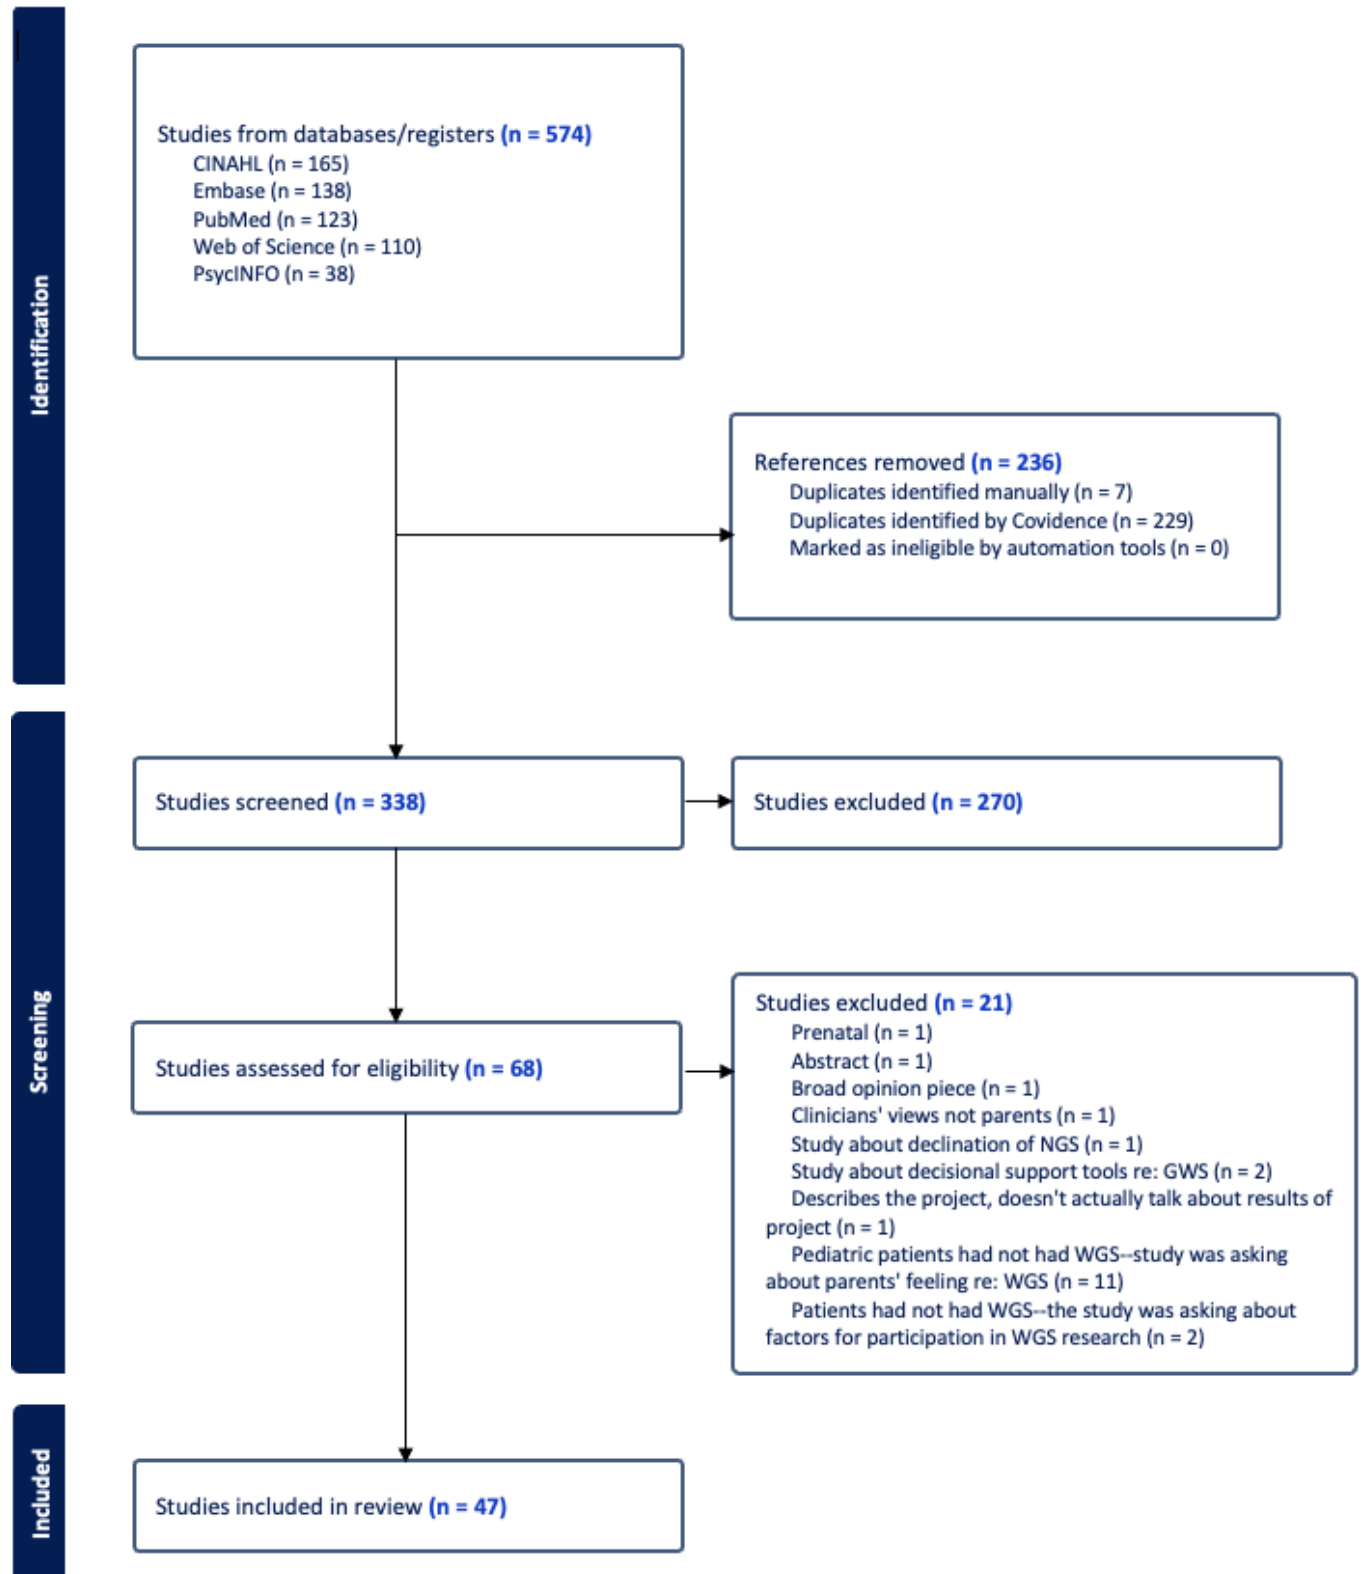 Identification
Studies from databases/registers (n = 574)
CINAHL (n = 165)
Embase (n = 138)
PubMed (n = 123)
Web of Science (n = 110)
PsycINFO (n = 38)
References removed (n = 236)
Duplicates identified manually (n = 7)
Duplicates identified by Covidence (n = 229)
Marked as ineligible by automation tools (n = 0)
Screening
Studies screened (n = 338)
Studies excluded (n = 270)
Studies assessed for eligibility (n = 68)
Studies excluded (n = 21)
Prenatal (n = 1)
Abstract (n = 1)
Broad opinion piece (n = 1)
Clinicians' views not parents (n = 1)
Study about declination of NGS (n = 1)
Study about decisional support tools re: GWS (n = 2)
Describes the project, doesn't actually talk about results of
project (n = 1)
Pediatric patients had not had WGS--study was asking
about parents' feeling re: WGS (n = 11)
Patients had not had WGS--the study was asking about
factors for participation in WGS research (n = 2)
Included
Studies included in review (n = 47)